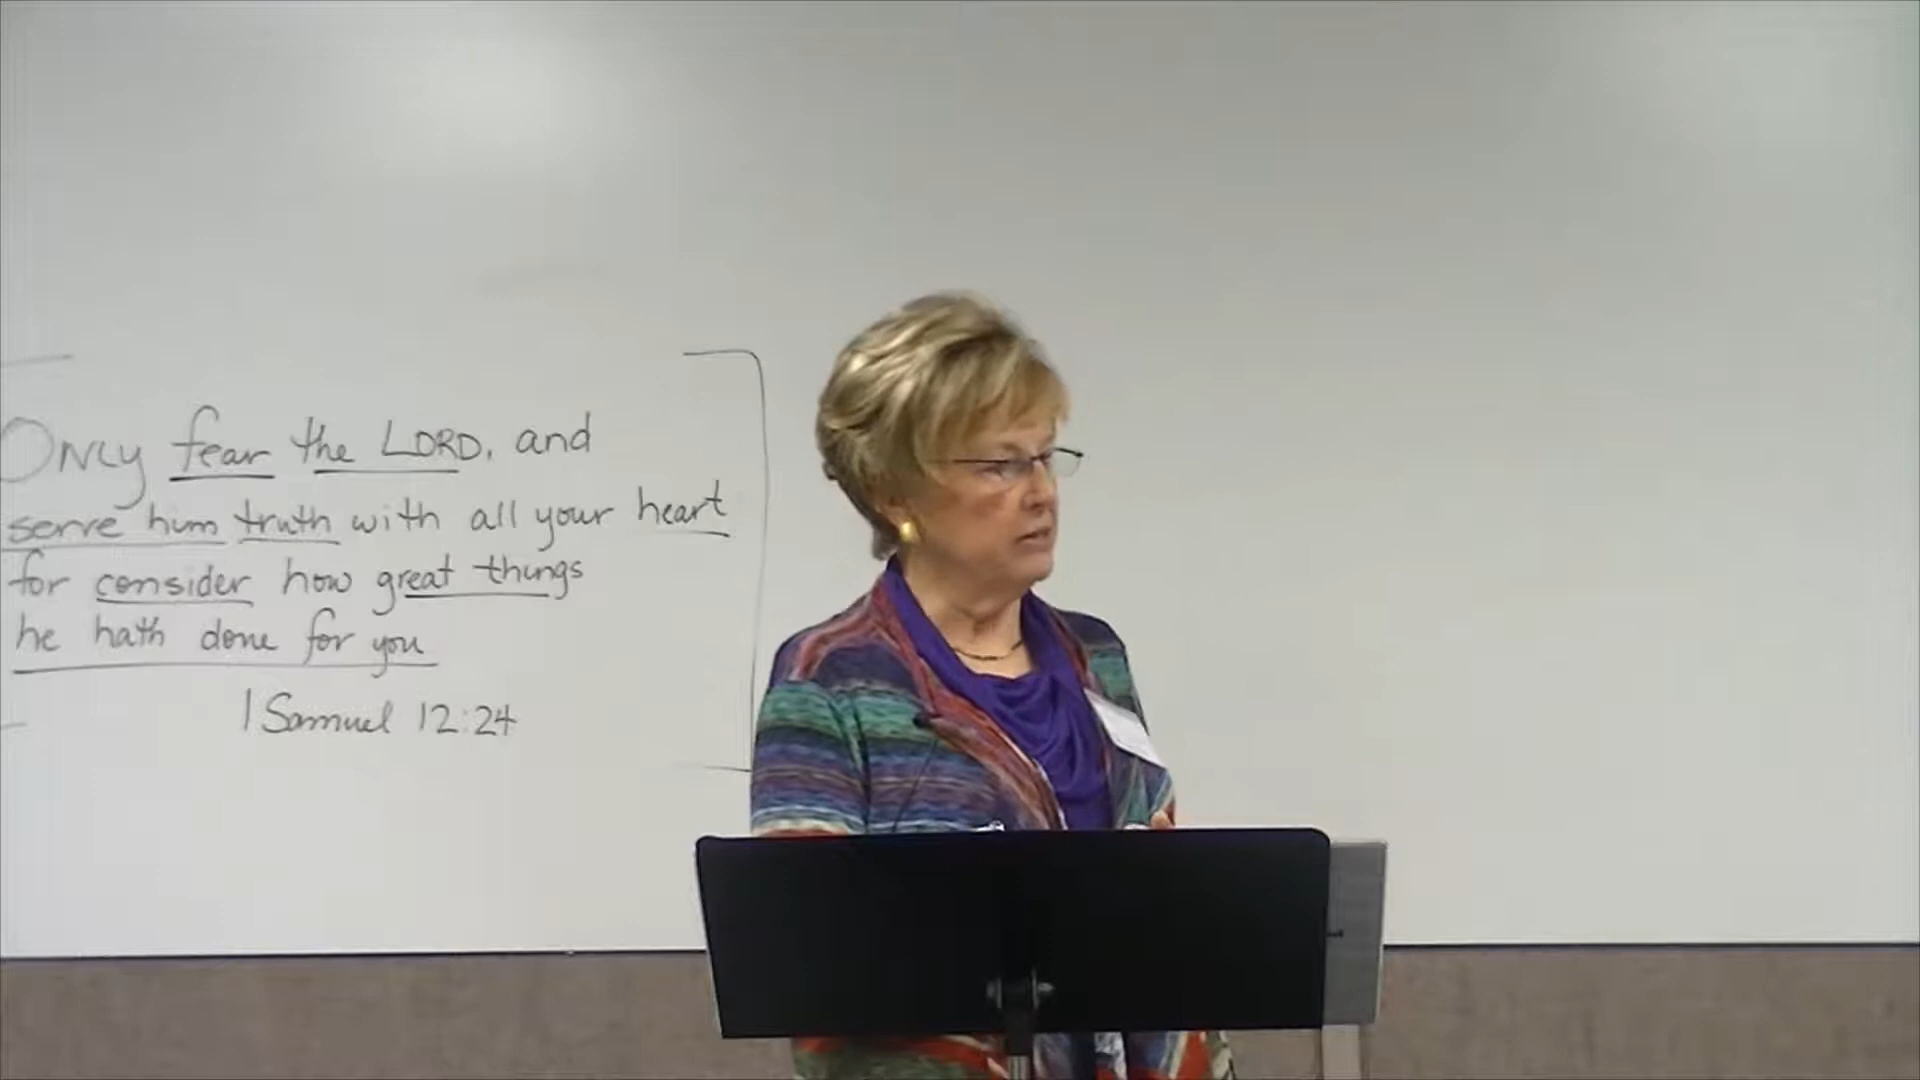 ONLY fear the LORD, and
serve him truth with all your heart
for consider how great things
he hath done for you
1 Samuel 12:24